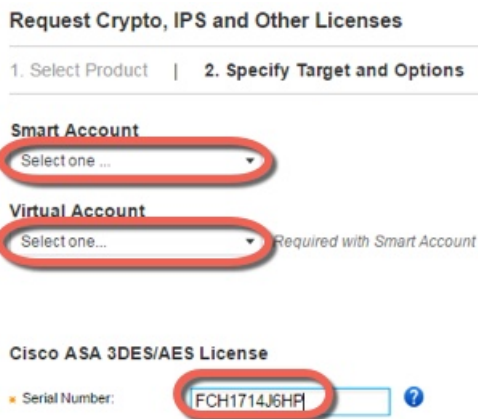 Request Crypto, IPS and Other Licenses
1. Select Product | 2. Specify Target and Options
Smart Account
Select one ...
Virtual Account
Select one... Required with Smart Account
Cisco ASA 3DES/AES License
* Serial Number: FCH1714J6HP ?